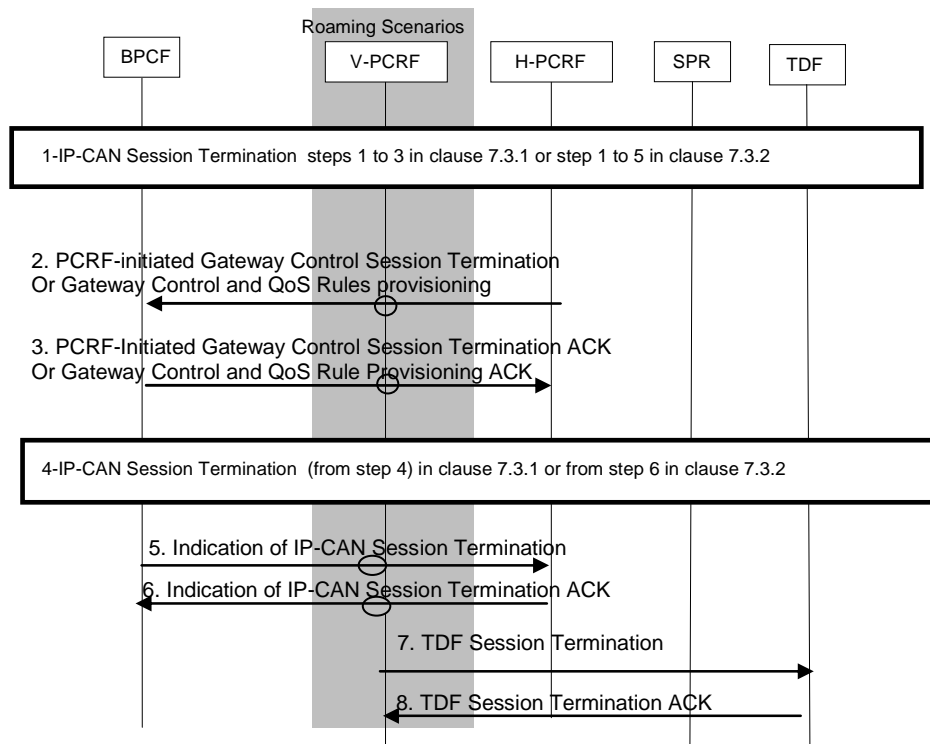 Roaming Scenarios
BPCF
V-PCRF
H-PCRF
SPR
TDF
1-IP-CAN Session Termination steps 1 to 3 in clause 7.3.1 or step 1 to 5 in clause 7.3.2
2. PCRF-initiated Gateway Control Session Termination
Or Gateway Control and QoS Rules provisioning
3. PCRF-Initiated Gateway Control Session Termination ACK
Or Gateway Control and QoS Rule Provisioning ACK
4-IP-CAN Session Termination (from step 4) in clause 7.3.1 or from step 6 in clause 7.3.2
5. Indication of IP-CAN Session Termination
6. Indication of IP-CAN Session Termination ACK
7. TDF Session Termination
8. TDF Session Termination ACK